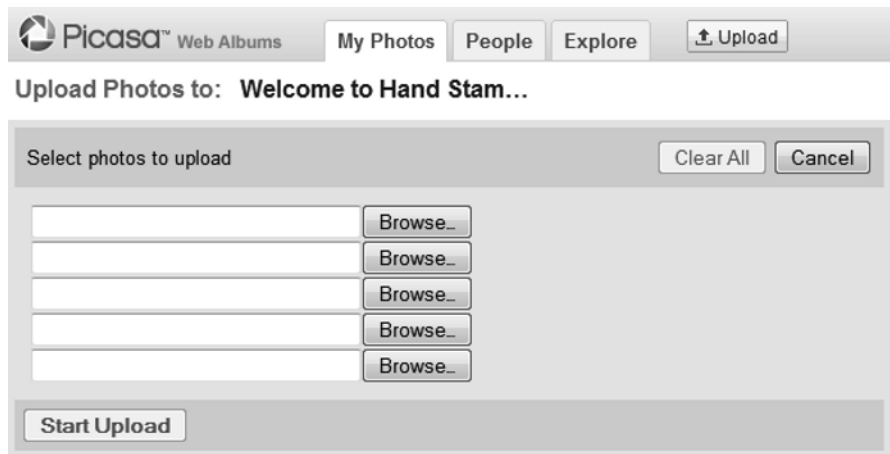 Picasa™ Web Albums My Photos People Explore Upload
Upload Photos to: Welcome to Hand Stam...
Select photos to upload Clear All Cancel
Browse...
Browse...
Browse...
Browse...
Browse...
Start Upload